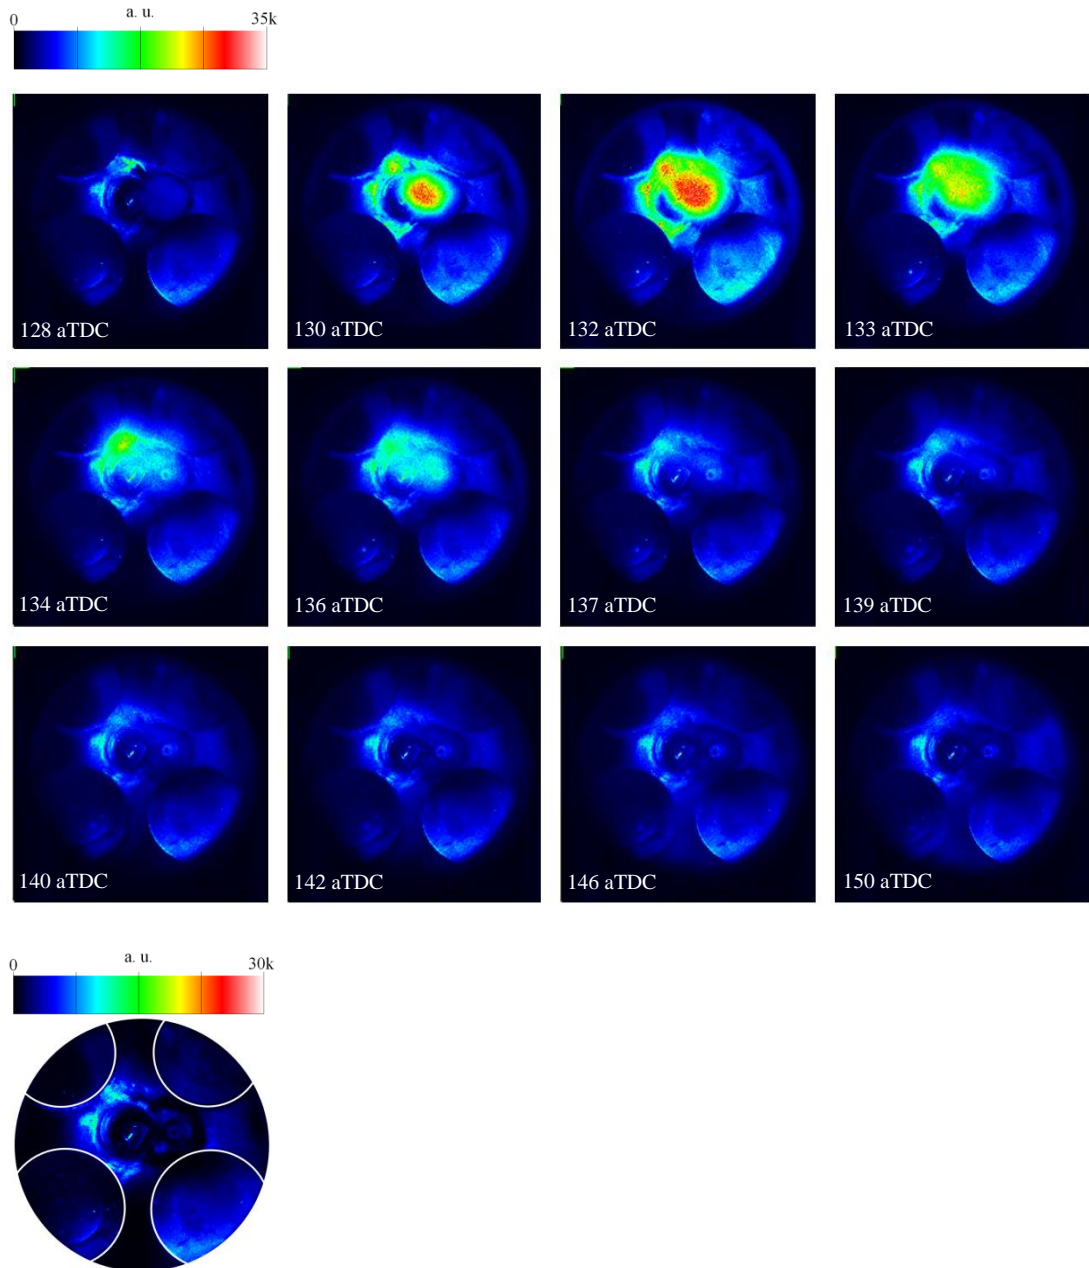 0 a. u. 35k
128 aTDC 130 aTDC 132 aTDC 133 aTDC
134 aTDC 136 aTDC 137 aTDC 139 aTDC
140 aTDC 142 aTDC 146 aTDC 150 aTDC
0 a. u. 30k